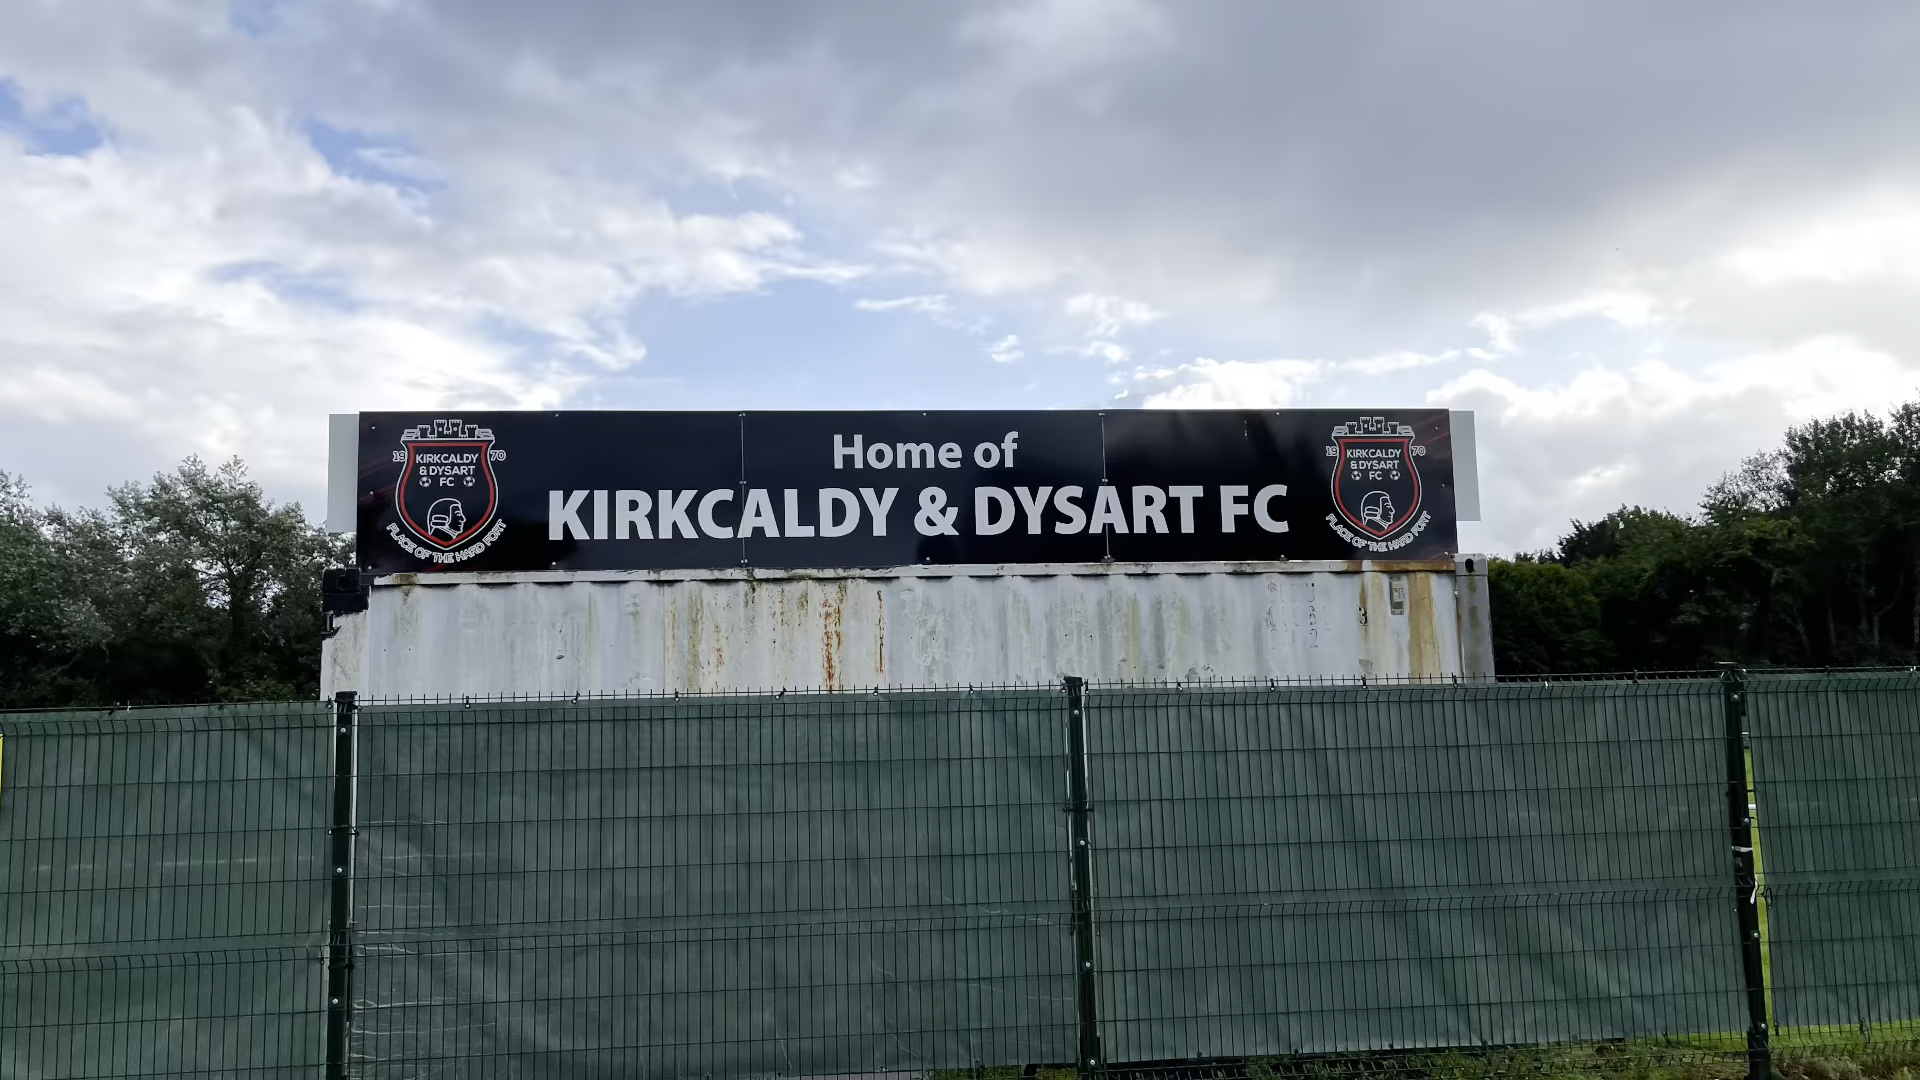 Home of
KIRKCALDY & DYSART FC
19 70
KIRKCALDY
& DYSART
FC
PLACE OF THE HARD FORT
19 70
KIRKCALDY
& DYSART
FC
PLACE OF THE HARD FORT
3